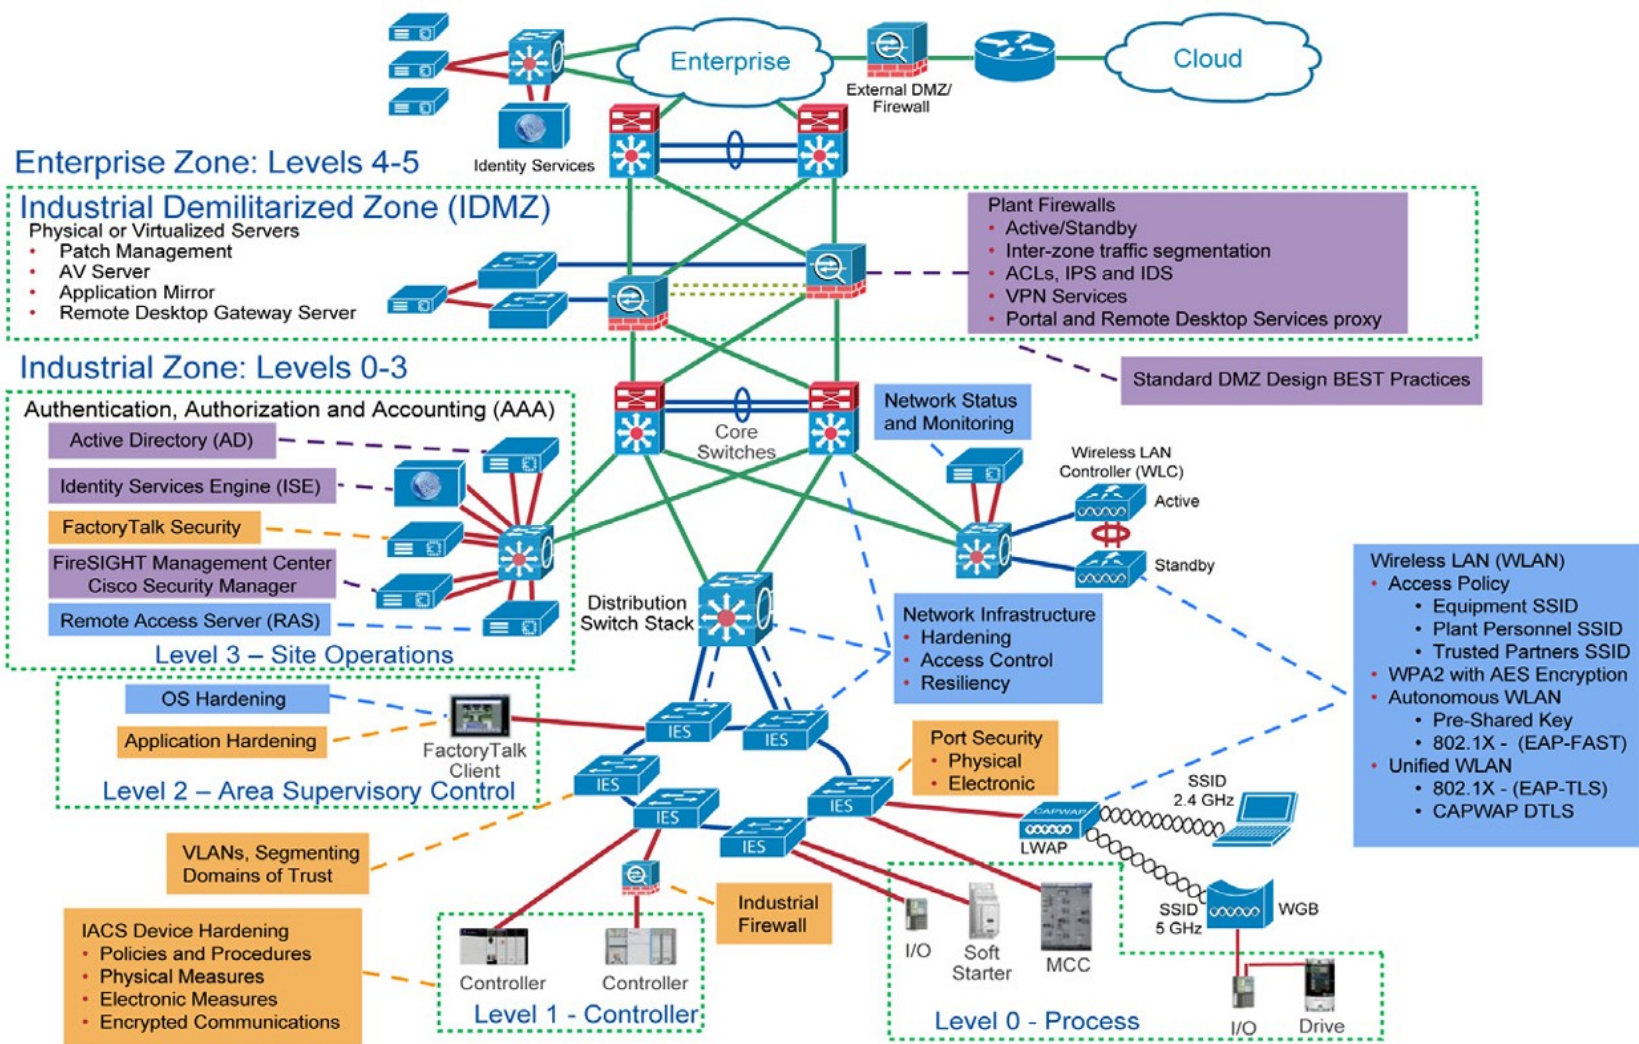 Enterprise
Cloud
External DMZ/
Firewall
Identity Services
Enterprise Zone: Levels 4-5
Industrial Demilitarized Zone (IDMZ)
Physical or Virtualized Servers
• Patch Management
• AV Server
• Application Mirror
• Remote Desktop Gateway Server
Plant Firewalls
• Active/Standby
• Inter-zone traffic segmentation
• ACLs, IPS and IDS
• VPN Services
• Portal and Remote Desktop Services proxy
Standard DMZ Design BEST Practices
Industrial Zone: Levels 0-3
Authentication, Authorization and Accounting (AAA)
Active Directory (AD)
Identity Services Engine (ISE)
FactoryTalk Security
FireSIGHT Management Center
Cisco Security Manager
Remote Access Server (RAS)
Level 3 – Site Operations
Core
Switches
Network Status
and Monitoring
Wireless LAN
Controller (WLC)
Active
Standby
Distribution
Switch Stack
Network Infrastructure
• Hardening
• Access Control
• Resiliency
Wireless LAN (WLAN)
• Access Policy
• Equipment SSID
• Plant Personnel SSID
• Trusted Partners SSID
• WPA2 with AES Encryption
• Autonomous WLAN
• Pre-Shared Key
• 802.1X - (EAP-FAST)
• Unified WLAN
• 802.1X - (EAP-TLS)
• CAPWAP DTLS
OS Hardening
Application Hardening
FactoryTalk
Client
Level 2 – Area Supervisory Control
IES
IES
IES
IES
IES
IES
Port Security
• Physical
• Electronic
CAPWAP
LWAP
SSID
2.4 GHz
SSID
5 GHz
WGB
VLANs, Segmenting
Domains of Trust
Industrial
Firewall
IACS Device Hardening
• Policies and Procedures
• Physical Measures
• Electronic Measures
• Encrypted Communications
Controller
Controller
Level 1 - Controller
I/O
Soft
Starter
MCC
Level 0 - Process
I/O
Drive